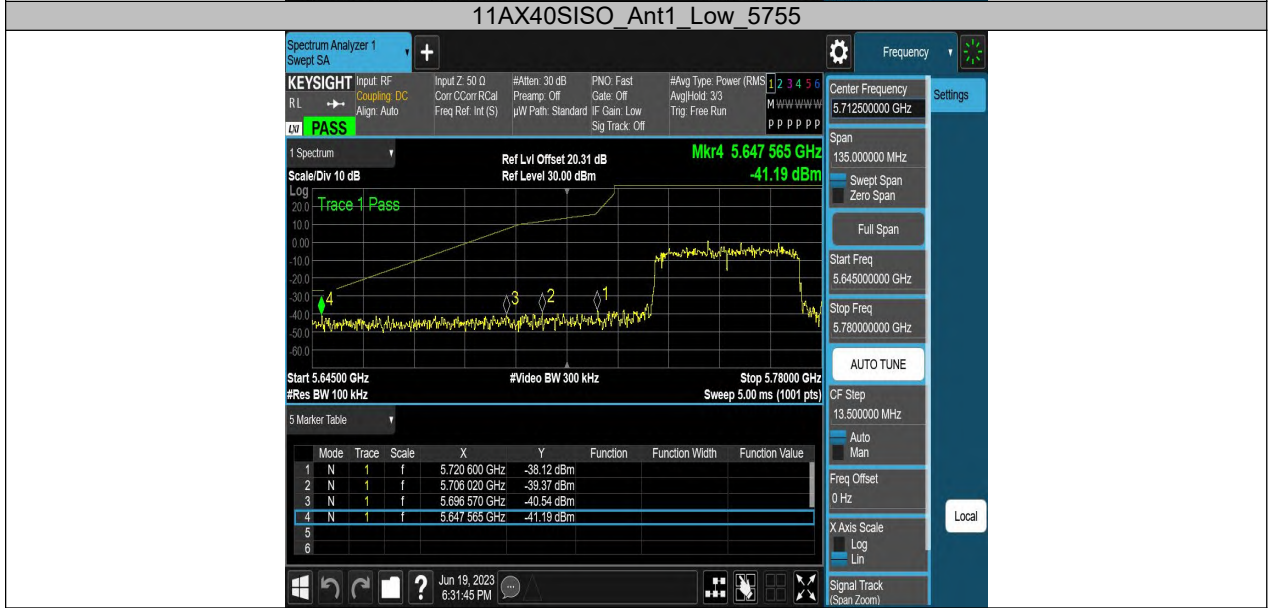 11AX40SISO_Ant1_Low_5755
Spectrum Analyzer 1
Swept SA
+
Frequency
KEYSIGHT
RL
LXI
PASS
Input: RF
Coupling: DC
Align: Auto
Input Z: 50 Ω
Corr CCorr RCal
Freq Ref: Int (S)
#Atten: 30 dB
Preamp: Off
µW Path: Standard
PNO: Fast
Gate: Off
IF Gain: Low
Sig Track: Off
#Avg Type: Power (RMS
Avg|Hold: 3/3
Trig: Free Run
1 2 3 4 5 6
M W W W W W
P P P P P P
Center Frequency
5.712500000 GHz
Settings
1 Spectrum
Scale/Div 10 dB
Ref Lvl Offset 20.31 dB
Ref Level 30.00 dBm
Mkr4 5.647 565 GHz
-41.19 dBm
Log
Trace 1 Pass
20.0
10.0
0.00
-10.0
-20.0
-30.0
-40.0
-50.0
-60.0
4
3
2
1
Start 5.64500 GHz
#Res BW 100 kHz
#Video BW 300 kHz
Stop 5.78000 GHz
Sweep 5.00 ms (1001 pts)
Span
135.000000 MHz
Swept Span
Zero Span
Full Span
Start Freq
5.645000000 GHz
Stop Freq
5.780000000 GHz
AUTO TUNE
CF Step
13.500000 MHz
Auto
Man
Freq Offset
0 Hz
X Axis Scale
Log
Lin
Signal Track
(Span Zoom)
Local
5 Marker Table
Mode Trace Scale X Y Function Function Width Function Value
1 N 1 f 5.720 600 GHz -38.12 dBm
2 N 1 f 5.706 020 GHz -39.37 dBm
3 N 1 f 5.696 570 GHz -40.54 dBm
4 N 1 f 5.647 565 GHz -41.19 dBm
5
6
?
Jun 19, 2023
6:31:45 PM